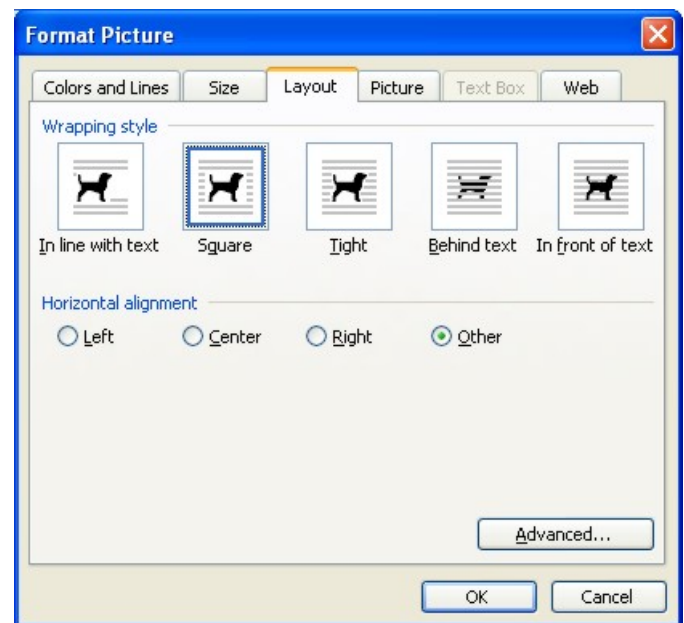 Format Picture
Colors and Lines Size Layout Picture Text Box Web
Wrapping style
In line with text Square Tight Behind text In front of text
Horizontal alignment
Left Center Right Other
Advanced...
OK Cancel